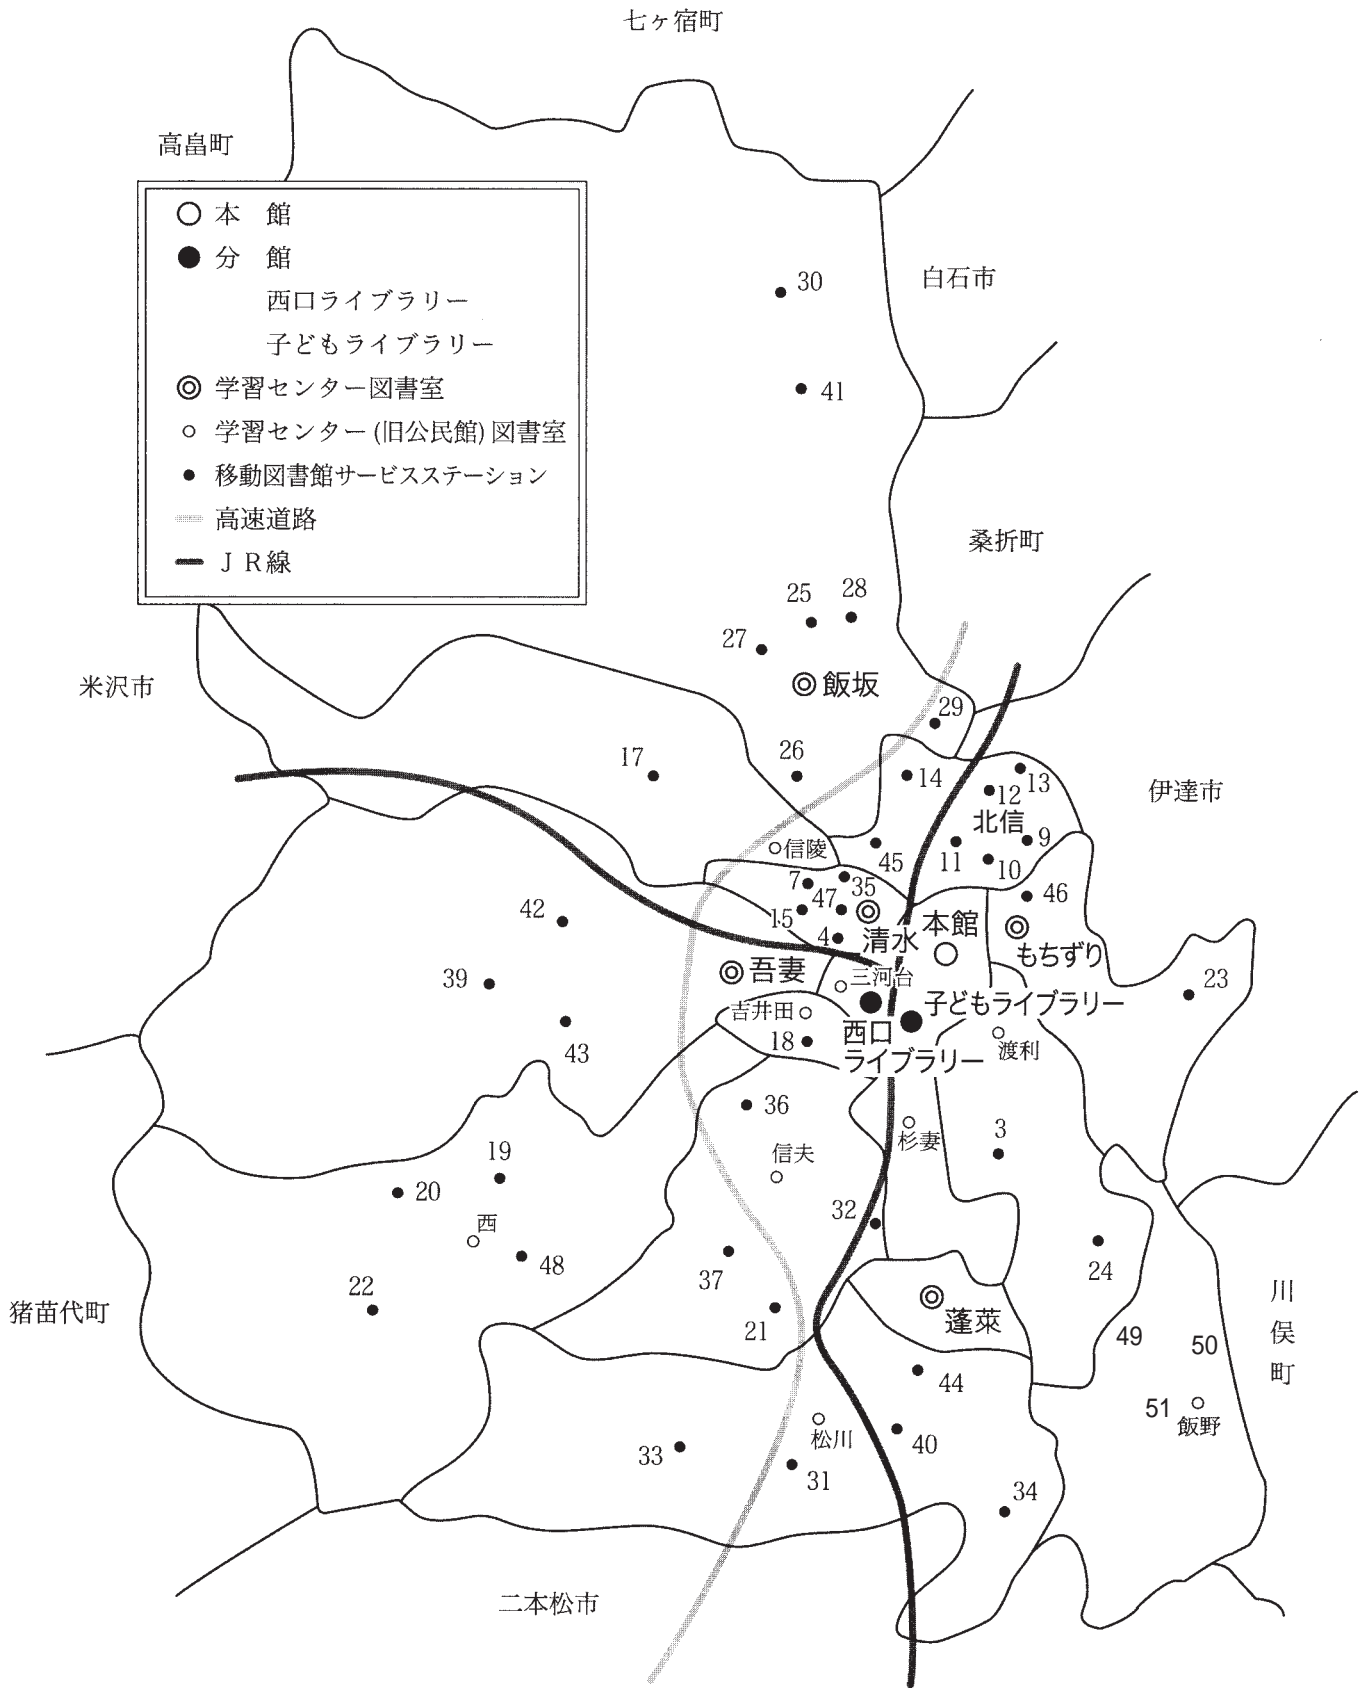 七ヶ宿町
高畠町
本　館
分　館
西口ライブラリー
子どもライブラリー
学習センター図書室
学習センター(旧公民館)図書室
移動図書館サービスステーション
高速道路
ＪＲ線
30
白石市
41
桑折町
25
28
27
飯坂
米沢市
29
17
26
14
13
12
伊達市
北信
信陵
45
11
9
10
7
47
35
46
15
42
4
清水
本館
もちずり
39
吾妻
三河台
23
吉井田
子どもライブラリー
43
18
西口
ライブラリー
渡利
36
杉妻
3
信夫
19
20
西
32
48
37
24
22
猪苗代町
21
蓬萊
49
50
川俣町
44
51
飯野
松川
40
33
31
34
二本松市